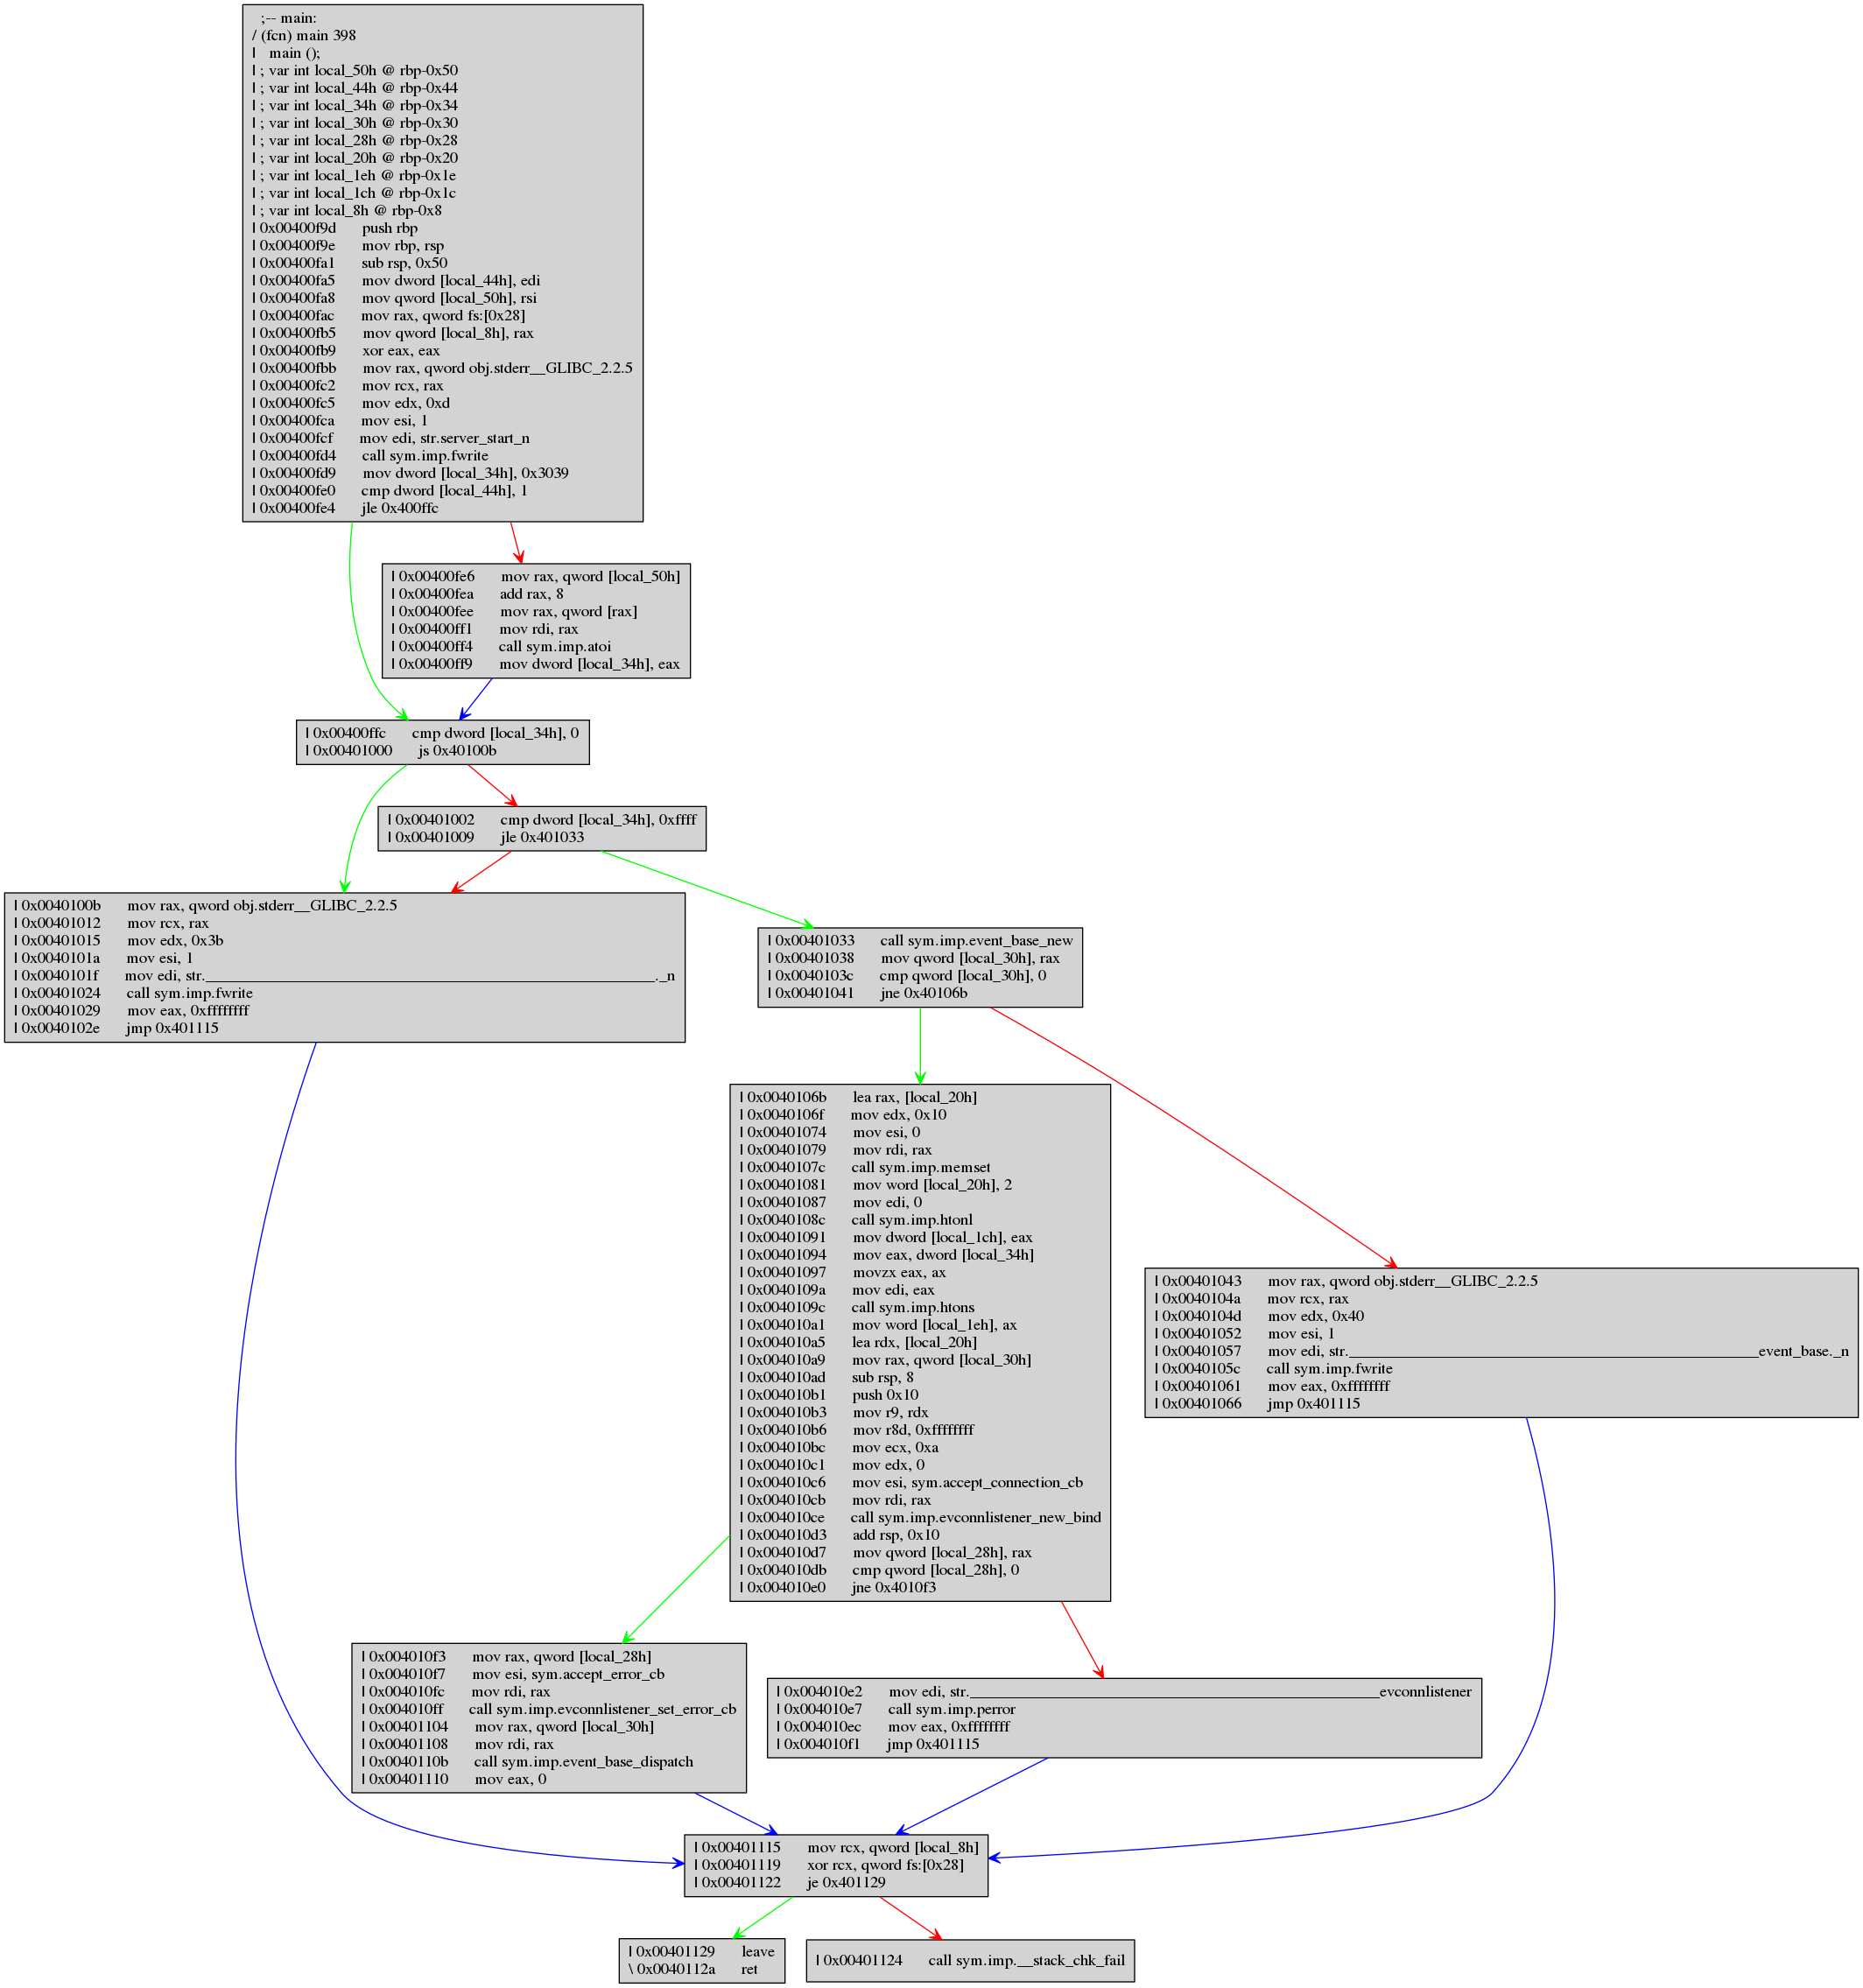 ;-- main:
/ (fcn) main 398
|   main ();
| ; var int local_50h @ rbp-0x50
| ; var int local_44h @ rbp-0x44
| ; var int local_34h @ rbp-0x34
| ; var int local_30h @ rbp-0x30
| ; var int local_28h @ rbp-0x28
| ; var int local_20h @ rbp-0x20
| ; var int local_1eh @ rbp-0x1e
| ; var int local_1ch @ rbp-0x1c
| ; var int local_8h @ rbp-0x8
| 0x00400f9d      push rbp
| 0x00400f9e      mov rbp, rsp
| 0x00400fa1      sub rsp, 0x50
| 0x00400fa5      mov dword [local_44h], edi
| 0x00400fa8      mov qword [local_50h], rsi
| 0x00400fac      mov rax, qword fs:[0x28]
| 0x00400fb5      mov qword [local_8h], rax
| 0x00400fb9      xor eax, eax
| 0x00400fbb      mov rax, qword obj.stderr__GLIBC_2.2.5
| 0x00400fc2      mov rcx, rax
| 0x00400fc5      mov edx, 0xd
| 0x00400fca      mov esi, 1
| 0x00400fcf      mov edi, str.server_start_n
| 0x00400fd4      call sym.imp.fwrite
| 0x00400fd9      mov dword [local_34h], 0x3039
| 0x00400fe0      cmp dword [local_44h], 1
| 0x00400fe4      jle 0x400ffc
| 0x00400fe6      mov rax, qword [local_50h]
| 0x00400fea      add rax, 8
| 0x00400fee      mov rax, qword [rax]
| 0x00400ff1      mov rdi, rax
| 0x00400ff4      call sym.imp.atoi
| 0x00400ff9      mov dword [local_34h], eax
| 0x00400ffc      cmp dword [local_34h], 0
| 0x00401000      js 0x40100b
| 0x00401002      cmp dword [local_34h], 0xffff
| 0x00401009      jle 0x401033
| 0x0040100b      mov rax, qword obj.stderr__GLIBC_2.2.5
| 0x00401012      mov rcx, rax
| 0x00401015      mov edx, 0x3b
| 0x0040101a      mov esi, 1
| 0x0040101f      mov edi, str.______________________________________________________._n
| 0x00401024      call sym.imp.fwrite
| 0x00401029      mov eax, 0xffffffff
| 0x0040102e      jmp 0x401115
| 0x00401033      call sym.imp.event_base_new
| 0x00401038      mov qword [local_30h], rax
| 0x0040103c      cmp qword [local_30h], 0
| 0x00401041      jne 0x40106b
| 0x0040106b      lea rax, [local_20h]
| 0x0040106f      mov edx, 0x10
| 0x00401074      mov esi, 0
| 0x00401079      mov rdi, rax
| 0x0040107c      call sym.imp.memset
| 0x00401081      mov word [local_20h], 2
| 0x00401087      mov edi, 0
| 0x0040108c      call sym.imp.htonl
| 0x00401091      mov dword [local_1ch], eax
| 0x00401094      mov eax, dword [local_34h]
| 0x00401097      movzx eax, ax
| 0x0040109a      mov edi, eax
| 0x0040109c      call sym.imp.htons
| 0x004010a1      mov word [local_1eh], ax
| 0x004010a5      lea rdx, [local_20h]
| 0x004010a9      mov rax, qword [local_30h]
| 0x004010ad      sub rsp, 8
| 0x004010b1      push 0x10
| 0x004010b3      mov r9, rdx
| 0x004010b6      mov r8d, 0xffffffff
| 0x004010bc      mov ecx, 0xa
| 0x004010c1      mov edx, 0
| 0x004010c6      mov esi, sym.accept_connection_cb
| 0x004010cb      mov rdi, rax
| 0x004010ce      call sym.imp.evconnlistener_new_bind
| 0x004010d3      add rsp, 0x10
| 0x004010d7      mov qword [local_28h], rax
| 0x004010db      cmp qword [local_28h], 0
| 0x004010e0      jne 0x4010f3
| 0x00401043      mov rax, qword obj.stderr__GLIBC_2.2.5
| 0x0040104a      mov rcx, rax
| 0x0040104d      mov edx, 0x40
| 0x00401052      mov esi, 1
| 0x00401057      mov edi, str._________________________________________________event_base._n
| 0x0040105c      call sym.imp.fwrite
| 0x00401061      mov eax, 0xffffffff
| 0x00401066      jmp 0x401115
| 0x004010f3      mov rax, qword [local_28h]
| 0x004010f7      mov esi, sym.accept_error_cb
| 0x004010fc      mov rdi, rax
| 0x004010ff      call sym.imp.evconnlistener_set_error_cb
| 0x00401104      mov rax, qword [local_30h]
| 0x00401108      mov rdi, rax
| 0x0040110b      call sym.imp.event_base_dispatch
| 0x00401110      mov eax, 0
| 0x004010e2      mov edi, str._________________________________________________evconnlistener
| 0x004010e7      call sym.imp.perror
| 0x004010ec      mov eax, 0xffffffff
| 0x004010f1      jmp 0x401115
| 0x00401115      mov rcx, qword [local_8h]
| 0x00401119      xor rcx, qword fs:[0x28]
| 0x00401122      je 0x401129
| 0x00401129      leave
\ 0x0040112a      ret
| 0x00401124      call sym.imp.__stack_chk_fail